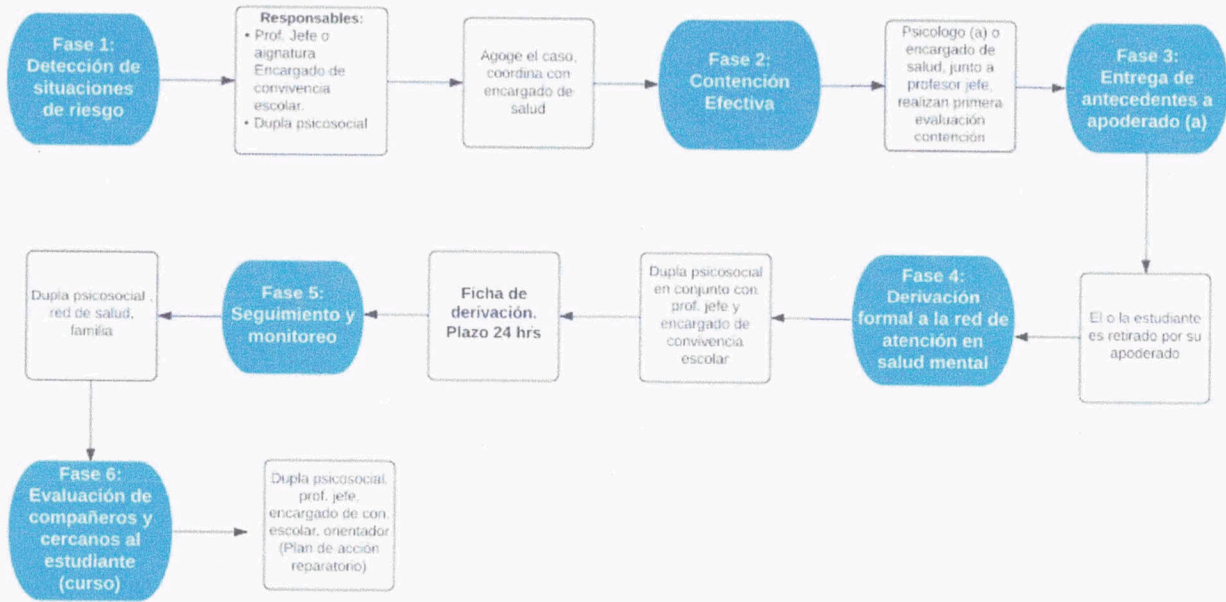 Fase 1:
Detección de
situaciones
de riesgo
Responsables:
• Prof. Jefe o
aignatura
Encargado de
convivencia
escolar.
• Dupla psicosocial
Agoge el caso,
coordina con
encargado de
salud
Fase 2:
Contención
Efectiva
Psicologo (a) o
encargado de
salud, junto a
profesor jefe,
realizan primera
evaluación
contención
Fase 3:
Entrega de
antecedentes a
apoderado (a)
El o la estudiante
es retirado por su
apoderado
Fase 4:
Derivación
formal a la red de
atención en
salud mental
Dupla psicosocial
en conjunto con
prof. jefe y
encargado de
convivencia
escolar
Ficha de
derivación.
Plazo 24 hrs
Fase 5:
Seguimiento y
monitoreo
Dupla psicosocial ,
red de salud,
familia
Fase 6:
Evaluación de
compañeros y
cercanos al
estudiante
(curso)
Dupla psicosocial,
prof. jefe,
encargado de con.
escolar, orientador
(Plan de acción
reparatorio)